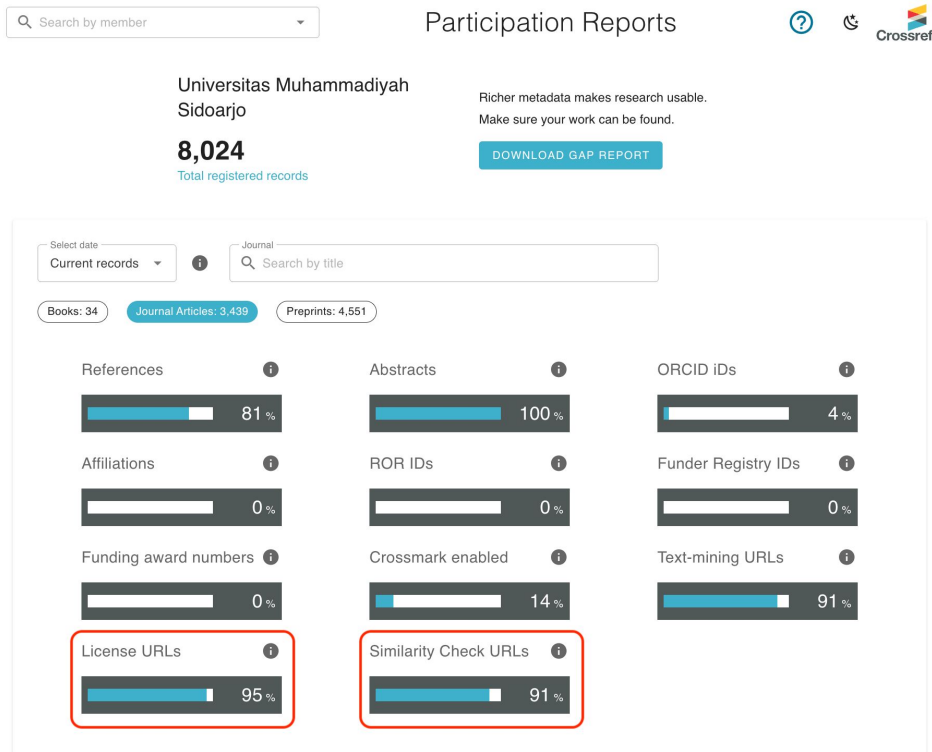 Search by member
Participation Reports
?
Crossref
Universitas Muhammadiyah
Sidoarjo
8,024
Total registered records
Richer metadata makes research usable.
Make sure your work can be found.
DOWNLOAD GAP REPORT
Select date
Current records
i
Journal
Search by title
Books: 34
Journal Articles: 3,439
Preprints: 4,551
References i
81 %
Abstracts i
100 %
ORCID iDs i
4 %
Affiliations i
0 %
ROR IDs i
0 %
Funder Registry IDs i
0 %
Funding award numbers i
0 %
Crossmark enabled i
14 %
Text-mining URLs i
91 %
License URLs i
95 %
Similarity Check URLs i
91 %